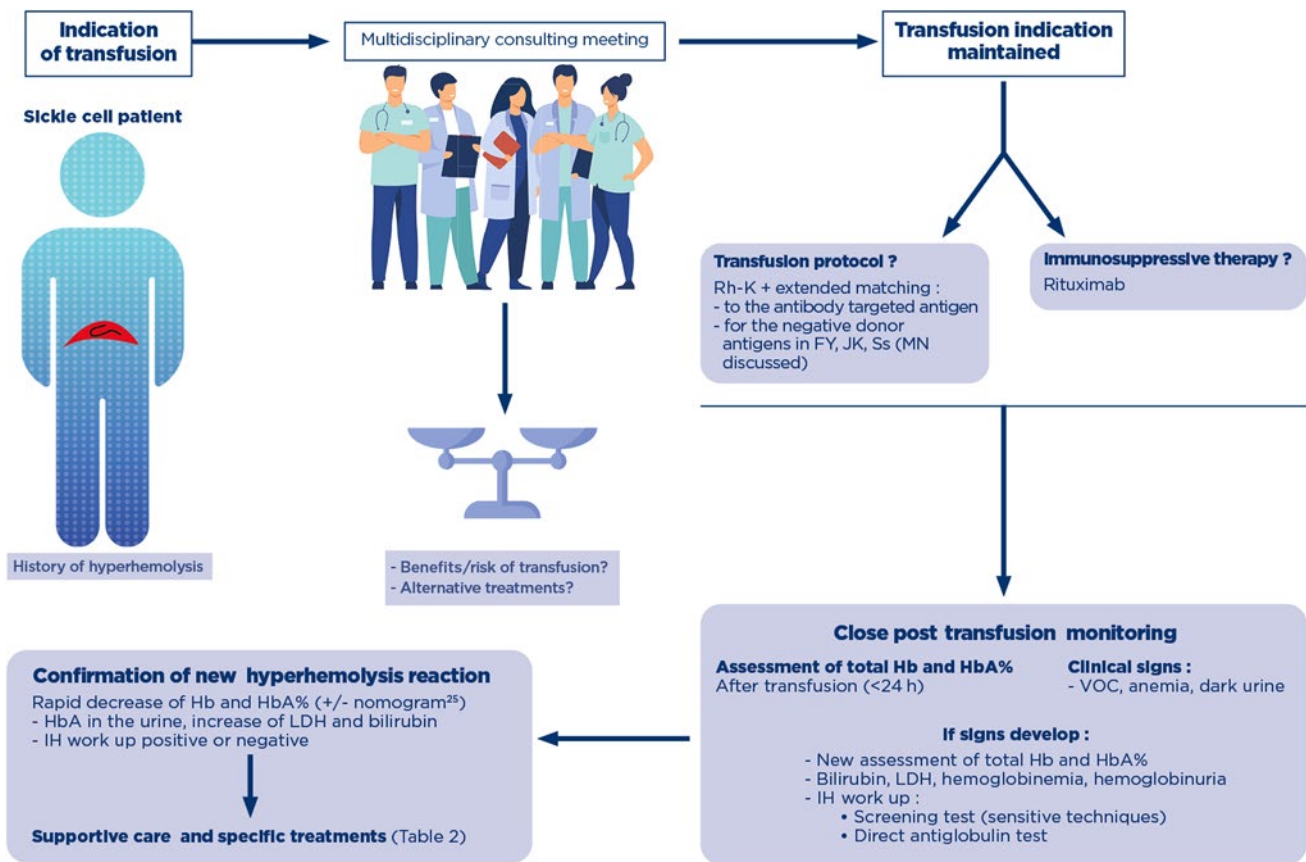 Indication
of transfusion
Multidisciplinary consulting meeting
Transfusion indication
maintained
Sickle cell patient
History of hyperhemolysis
- Benefits/risk of transfusion?
- Alternative treatments?
Transfusion protocol ?
Rh-K + extended matching :
- to the antibody targeted antigen
- for the negative donor
antigens in FY, JK, Ss (MN
discussed)
Immunosuppressive therapy ?
Rituximab
Close post transfusion monitoring
Assessment of total Hb and HbA%
After transfusion (<24 h)
Clinical signs :
- VOC, anemia, dark urine
If signs develop :
- New assessment of total Hb and HbA%
- Bilirubin, LDH, hemoglobinemia, hemoglobinuria
- IH work up :
• Screening test (sensitive techniques)
• Direct antiglobulin test
Confirmation of new hyperhemolysis reaction
Rapid decrease of Hb and HbA% (+/- nomogram²⁵)
- HbA in the urine, increase of LDH and bilirubin
- IH work up positive or negative
Supportive care and specific treatments (Table 2)